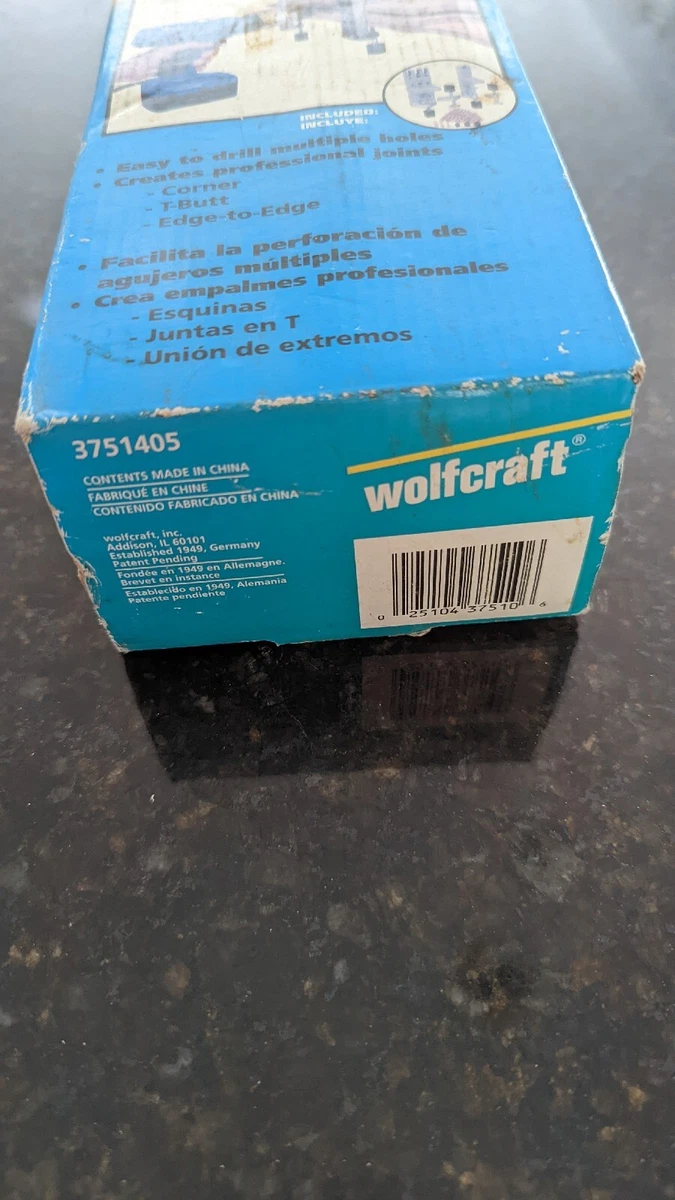 INCLUDED:
INCLUYE:
• Easy to drill multiple holes
• Creates professional joints
- Corner
- T-Butt
- Edge-to-Edge
• Facilita la perforación de
agujeros múltiples
• Crea empalmes profesionales
- Esquinas
- Juntas en T
- Unión de extremos
3751405
CONTENTS MADE IN CHINA
FABRIQUÉ EN CHINE
CONTENIDO FABRICADO EN CHINA
wolfcraft, inc.
Addison, IL 60101
Established 1949, Germany
Patent Pending
Fondée en 1949 en Allemagne.
Brevet en instance
Establecido en 1949, Alemania
Patente pendiente
wolfcraft®
0 25104 37510 6